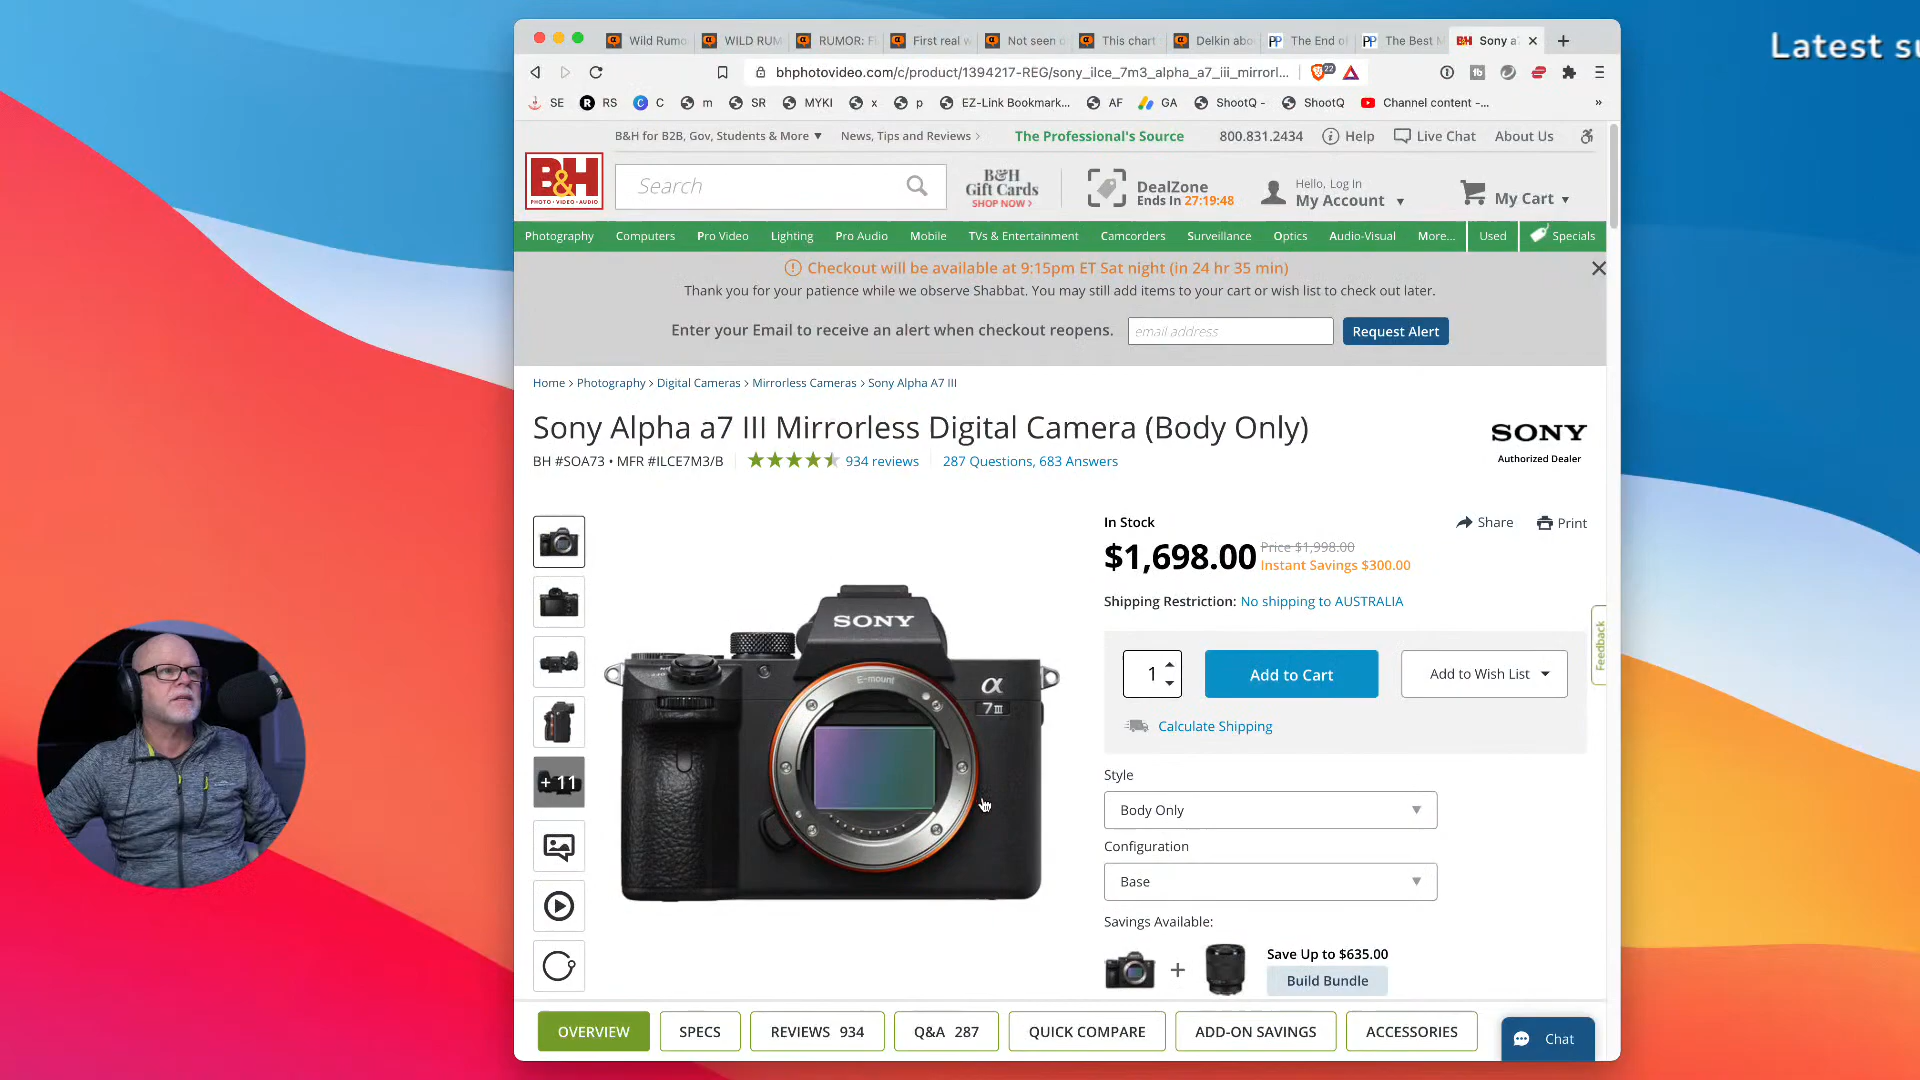 Wild Rumo
WILD RUM
RUMOR: F
First real
Not seen
This chart
Delkin abo
The End o
The Best
Sony a
Latest su
bhphotovideo.com/c/product/1394217-REG/sony_ilce_7m3_alpha_a7_iii_mirrorl...
22
SE
RS
C
m
SR
MYKI
x
p
EZ-Link Bookmark...
AF
GA
ShootQ -
ShootQ
Channel content -...
»
B&H for B2B, Gov, Students & More
News, Tips and Reviews
The Professional's Source
800.831.2434
Help
Live Chat
About Us
B&H
PHOTO · VIDEO · AUDIO
Search
B&H
Gift Cards
SHOP NOW >
DealZone
Ends In 27:19:48
Hello, Log In
My Account
My Cart
Photography
Computers
Pro Video
Lighting
Pro Audio
Mobile
TVs & Entertainment
Camcorders
Surveillance
Optics
Audio-Visual
More...
Used
Specials
Checkout will be available at 9:15pm ET Sat night (in 24 hr 35 min)
Thank you for your patience while we observe Shabbat. You may still add items to your cart or wish list to check out later.
Enter your Email to receive an alert when checkout reopens.
email address
Request Alert
Home > Photography > Digital Cameras > Mirrorless Cameras > Sony Alpha A7 III
Sony Alpha a7 III Mirrorless Digital Camera (Body Only)
SONY
Authorized Dealer
BH #SOA73 • MFR #ILCE7M3/B
934 reviews
287 Questions, 683 Answers
In Stock
Share
Print
$1,698.00
Price $1,998.00
Instant Savings $300.00
Shipping Restriction: No shipping to AUSTRALIA
Feedback
SONY
E-mount
α
7III
1
Add to Cart
Add to Wish List
Calculate Shipping
+ 11
Style
Body Only
Configuration
Base
Savings Available:
+
Save Up to $635.00
Build Bundle
OVERVIEW
SPECS
REVIEWS 934
Q&A 287
QUICK COMPARE
ADD-ON SAVINGS
ACCESSORIES
Chat